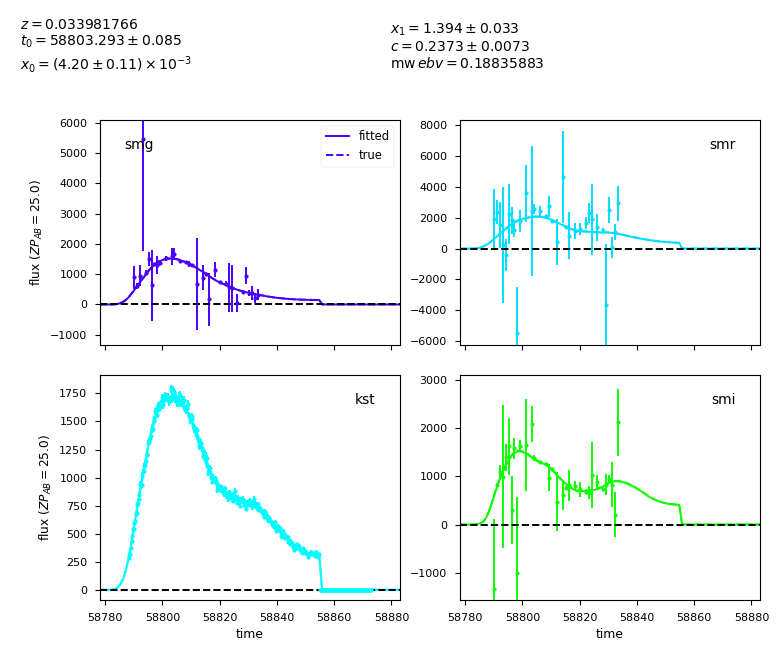 z = 0.033981766
t₀ = 58803.293 ± 0.085
x₀ = (4.20 ± 0.11) × 10⁻³
x₁ = 1.394 ± 0.033
c = 0.2373 ± 0.0073
mw ebv = 0.18835883
smg
fitted
true
6000
5000
4000
3000
2000
1000
0
−1000
flux (ZP_AB = 25.0)
smr
8000
6000
4000
2000
0
−2000
−4000
−6000
kst
1750
1500
1250
1000
750
500
250
0
flux (ZP_AB = 25.0)
58780 58800 58820 58840 58860 58880
time
smi
3000
2000
1000
0
−1000
58780 58800 58820 58840 58860 58880
time